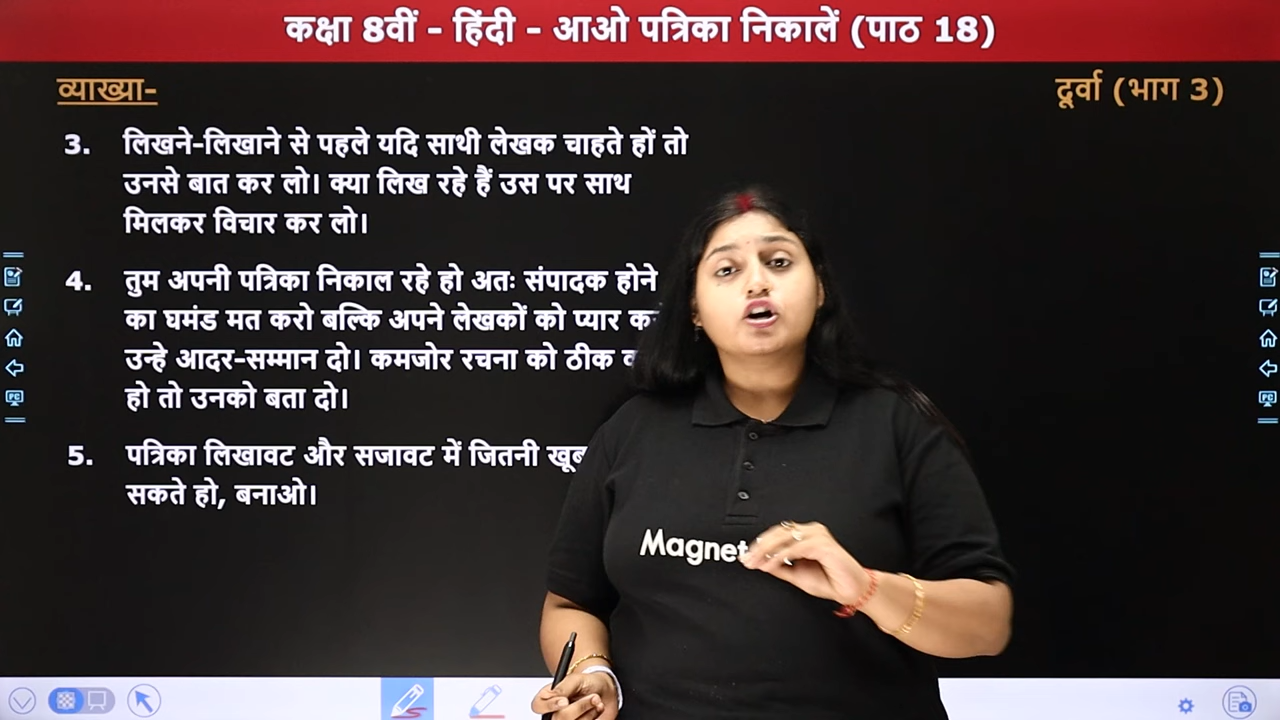 कक्षा 8वीं - हिंदी - आओ पत्रिका निकालें (पाठ 18)
व्याख्या-
दूर्वा (भाग 3)
3. लिखने-लिखाने से पहले यदि साथी लेखक चाहते हों तो
उनसे बात कर लो। क्या लिख रहे हैं उस पर साथ
मिलकर विचार कर लो।
4. तुम अपनी पत्रिका निकाल रहे हो अतः संपादक होने
का घमंड मत करो बल्कि अपने लेखकों को प्यार
उन्हे आदर-सम्मान दो। कमजोर रचना को ठीक
हो तो उनको बता दो।
5. पत्रिका लिखावट और सजावट में जितनी
सकते हो, बनाओ।
Magnet
PC
PC